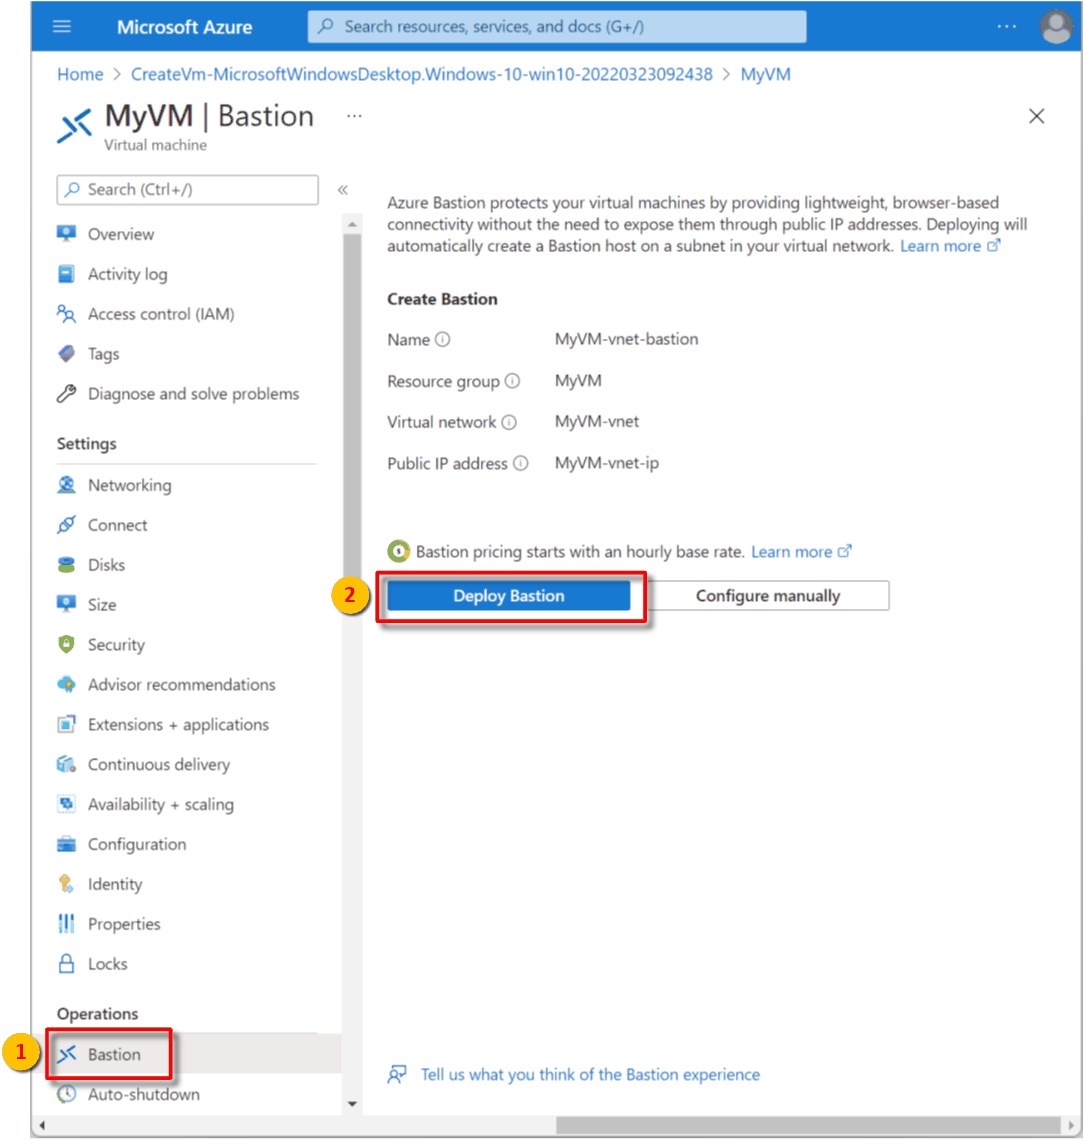 Microsoft Azure
Search resources, services, and docs (G+/)
...
Home > CreateVm-MicrosoftWindowsDesktop.Windows-10-win10-20220323092438 > MyVM
MyVM | Bastion ...
Virtual machine
Search (Ctrl+/)
«
Overview
Activity log
Access control (IAM)
Tags
Diagnose and solve problems
Settings
Networking
Connect
Disks
Size
Security
Advisor recommendations
Extensions + applications
Continuous delivery
Availability + scaling
Configuration
Identity
Properties
Locks
Operations
1
Bastion
Auto-shutdown
Azure Bastion protects your virtual machines by providing lightweight, browser-based
connectivity without the need to expose them through public IP addresses. Deploying will
automatically create a Bastion host on a subnet in your virtual network. Learn more
Create Bastion
Name MyVM-vnet-bastion
Resource group MyVM
Virtual network MyVM-vnet
Public IP address MyVM-vnet-ip
Bastion pricing starts with an hourly base rate. Learn more
2
Deploy Bastion
Configure manually
Tell us what you think of the Bastion experience